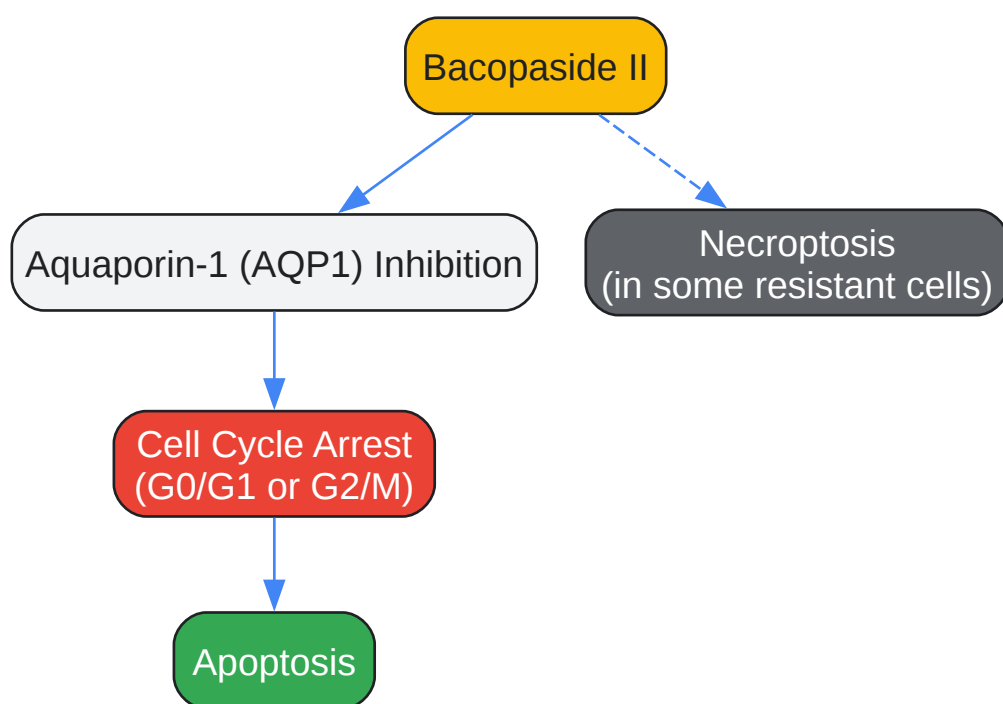 Bacopaside II
Aquaporin-1 (AQP1) Inhibition
Necroptosis
(in some resistant cells)
Cell Cycle Arrest
(G0/G1 or G2/M)
Apoptosis